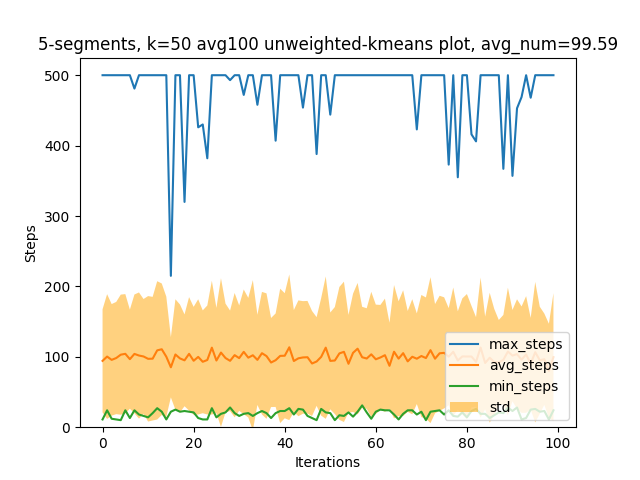 5-segments, k=50 avg100 unweighted-kmeans plot, avg_num=99.59
500
400
300
200
100
0
Steps
0
20
40
60
80
100
Iterations
max_steps
avg_steps
min_steps
std